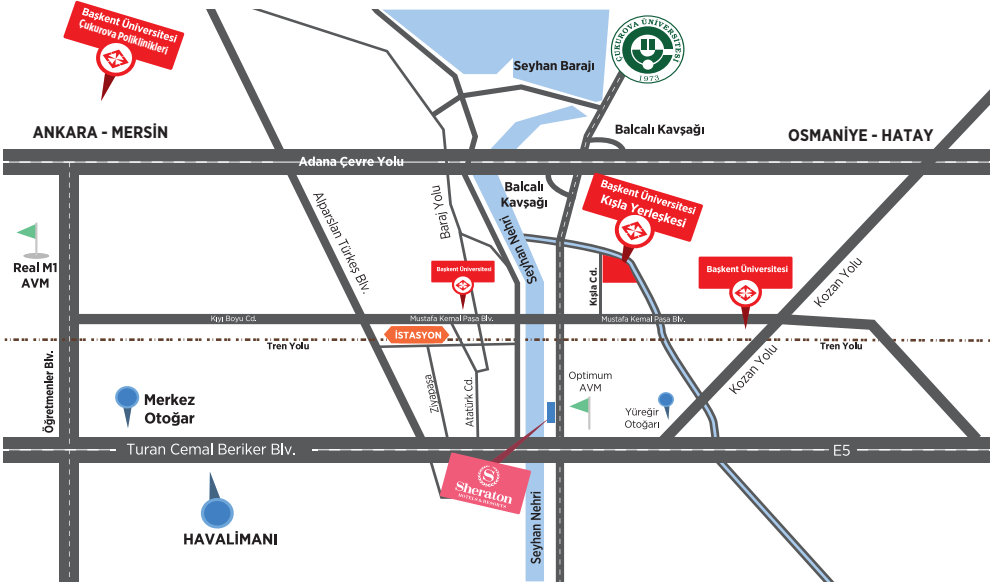 Başkent Üniversitesi
Çukurova Poliklinikleri
ÇUKUROVA ÜNİVERSİTESİ
1973
Seyhan Barajı
ANKARA - MERSİN
Balcalı Kavşağı
OSMANİYE - HATAY
Adana Çevre Yolu
Balcalı
Kavşağı
Başkent Üniversitesi
Kışla Yerleşkesi
Alparslan Türkeş Blv.
Baraj Yolu
Seyhan Nehri
Real M1
AVM
Başkent Üniversitesi
Kışla Cd.
Başkent Üniversitesi
Kozan Yolu
Kıyı Boyu Cd.
Mustafa Kemal Paşa Blv.
Mustafa Kemal Paşa Blv.
İSTASYON
Tren Yolu
Tren Yolu
Öğretmenler Blv.
Ziyapaşa
Atatürk Cd.
Optimum
AVM
Kozan Yolu
Merkez
Otoğar
Yüreğir
Otoğarı
Turan Cemal Beriker Blv.
E5
Sheraton
HOTELS & RESORTS
Seyhan Nehri
HAVALİMANI